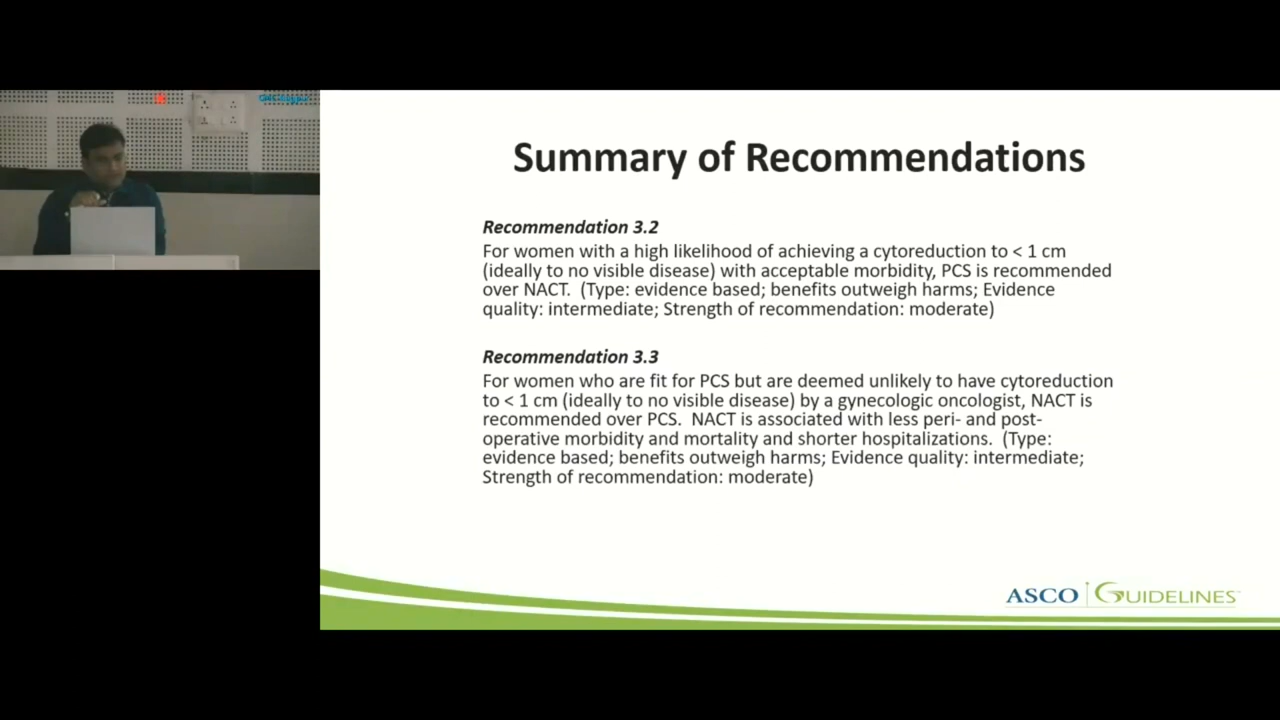 Summary of Recommendations
Recommendation 3.2
For women with a high likelihood of achieving a cytoreduction to < 1 cm
(ideally to no visible disease) with acceptable morbidity, PCS is recommended
over NACT.  (Type: evidence based; benefits outweigh harms; Evidence
quality: intermediate; Strength of recommendation: moderate)
Recommendation 3.3
For women who are fit for PCS but are deemed unlikely to have cytoreduction
to < 1 cm (ideally to no visible disease) by a gynecologic oncologist, NACT is
recommended over PCS.  NACT is associated with less peri- and post-
operative morbidity and mortality and shorter hospitalizations.  (Type:
evidence based; benefits outweigh harms; Evidence quality: intermediate;
Strength of recommendation: moderate)
ASCO GUIDELINES